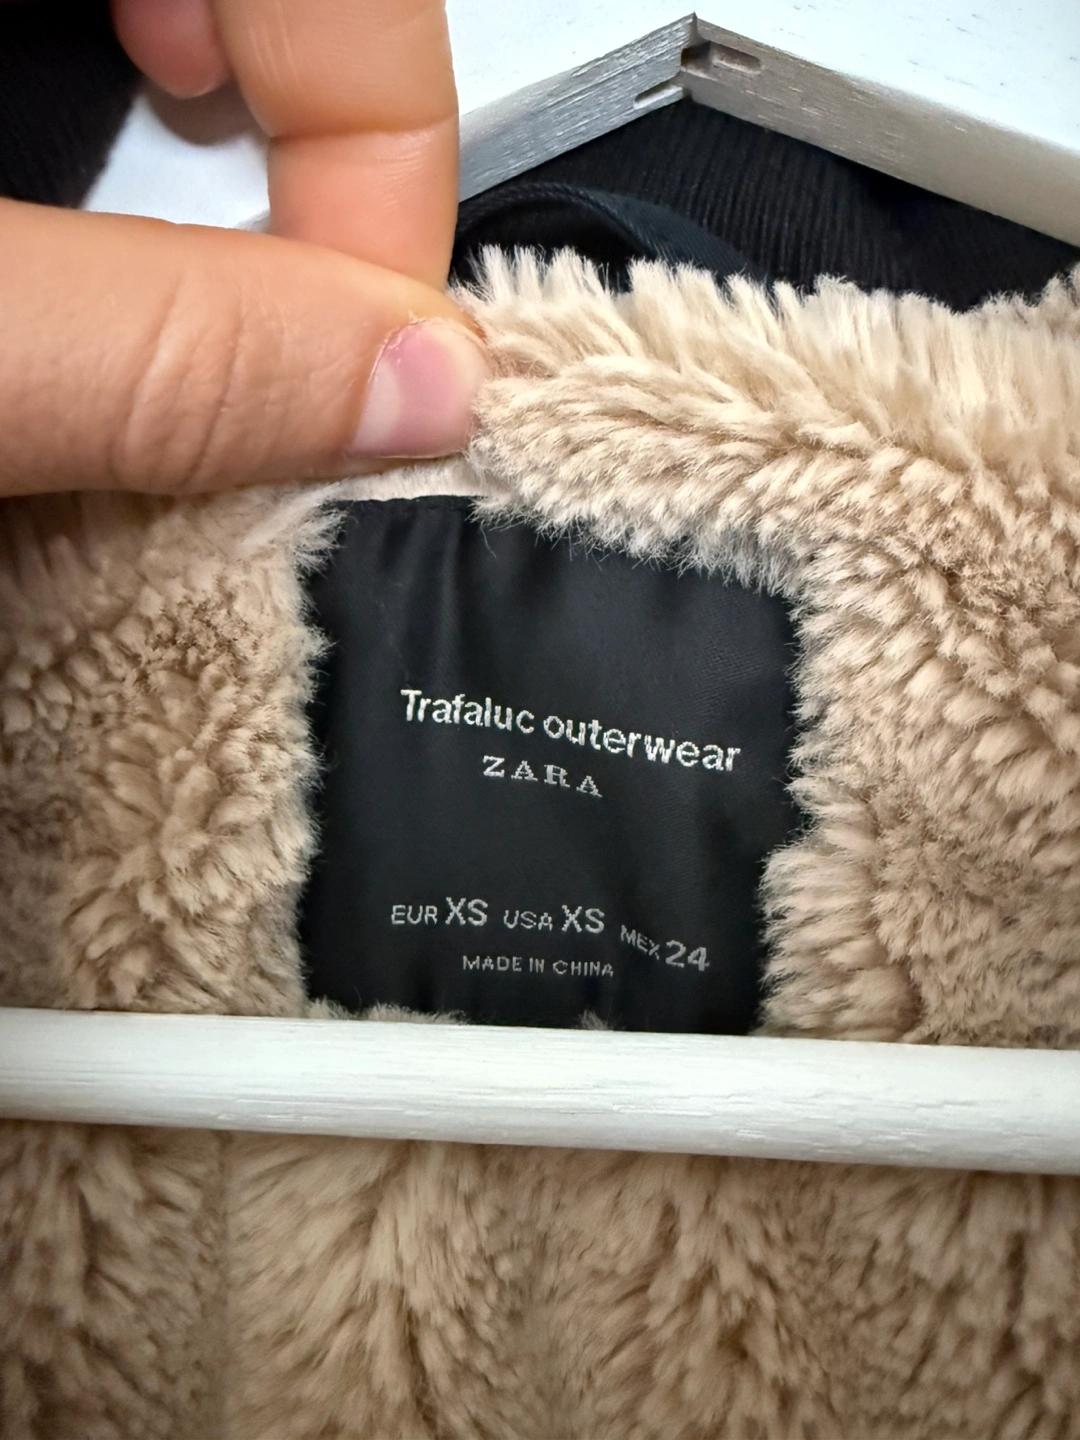 Trafaluc outerwear
ZARA
EUR XS USA XS MEX 24
MADE IN CHINA